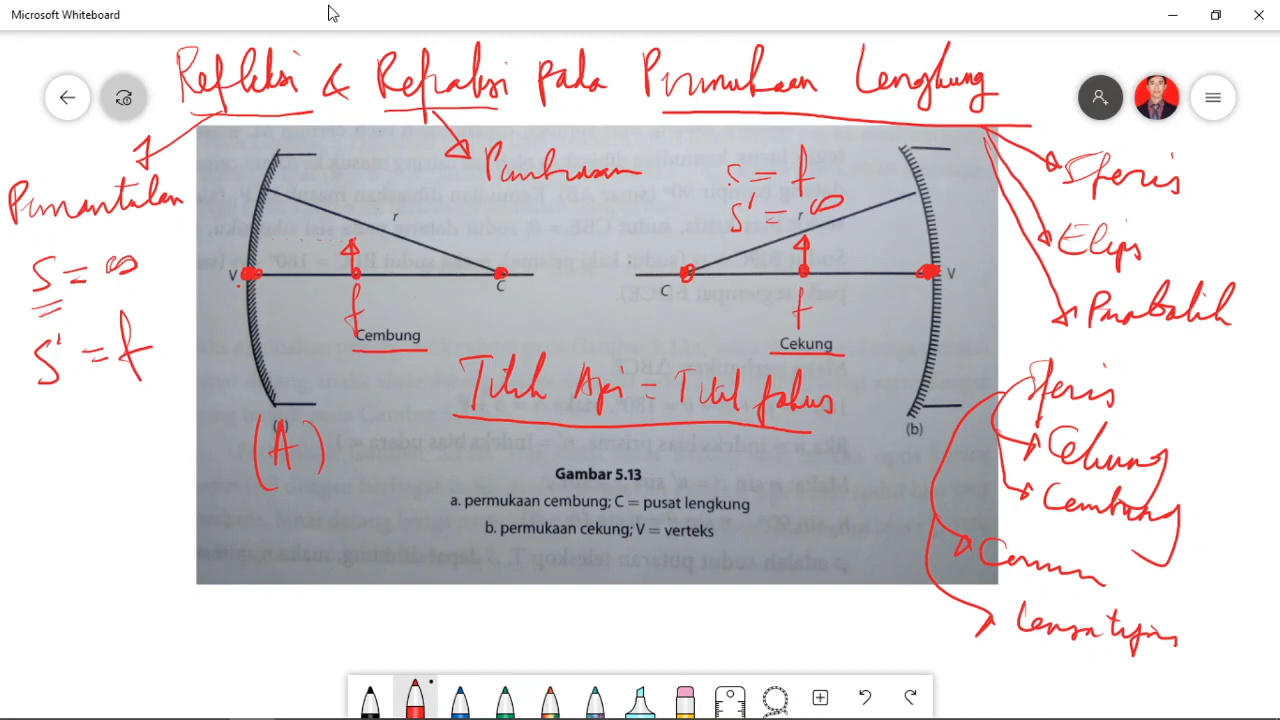 Microsoft Whiteboard
Refleksi & Refraksi pada Permukaan Lengkung
Pemantulan
Pembiasan
S = ∞
S' = f
S = f
S' = ∞
Sferis
Elips
Parabolik
r
V
C
f
Cembung
(a)
(A)
r
C
V
f
Cekung
(b)
Titik Api = Titik fokus
Sferis
Cekung
Cembung
Cermin
Lensa tipis
Gambar 5.13
a. permukaan cembung; C = pusat lengkung
b. permukaan cekung; V = verteks